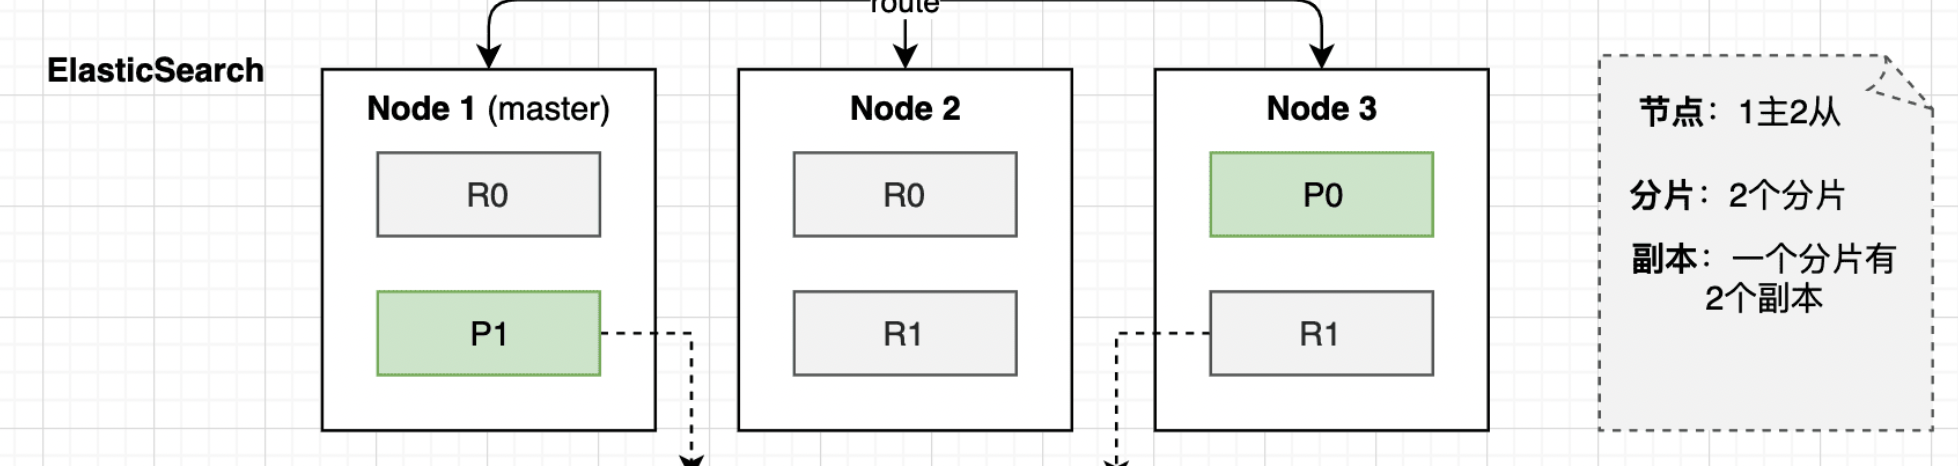 route
ElasticSearch
Node 1 (master)
R0
P1
Node 2
R0
R1
Node 3
P0
R1
节点：1主2从
分片：2个分片
副本：一个分片有
2个副本